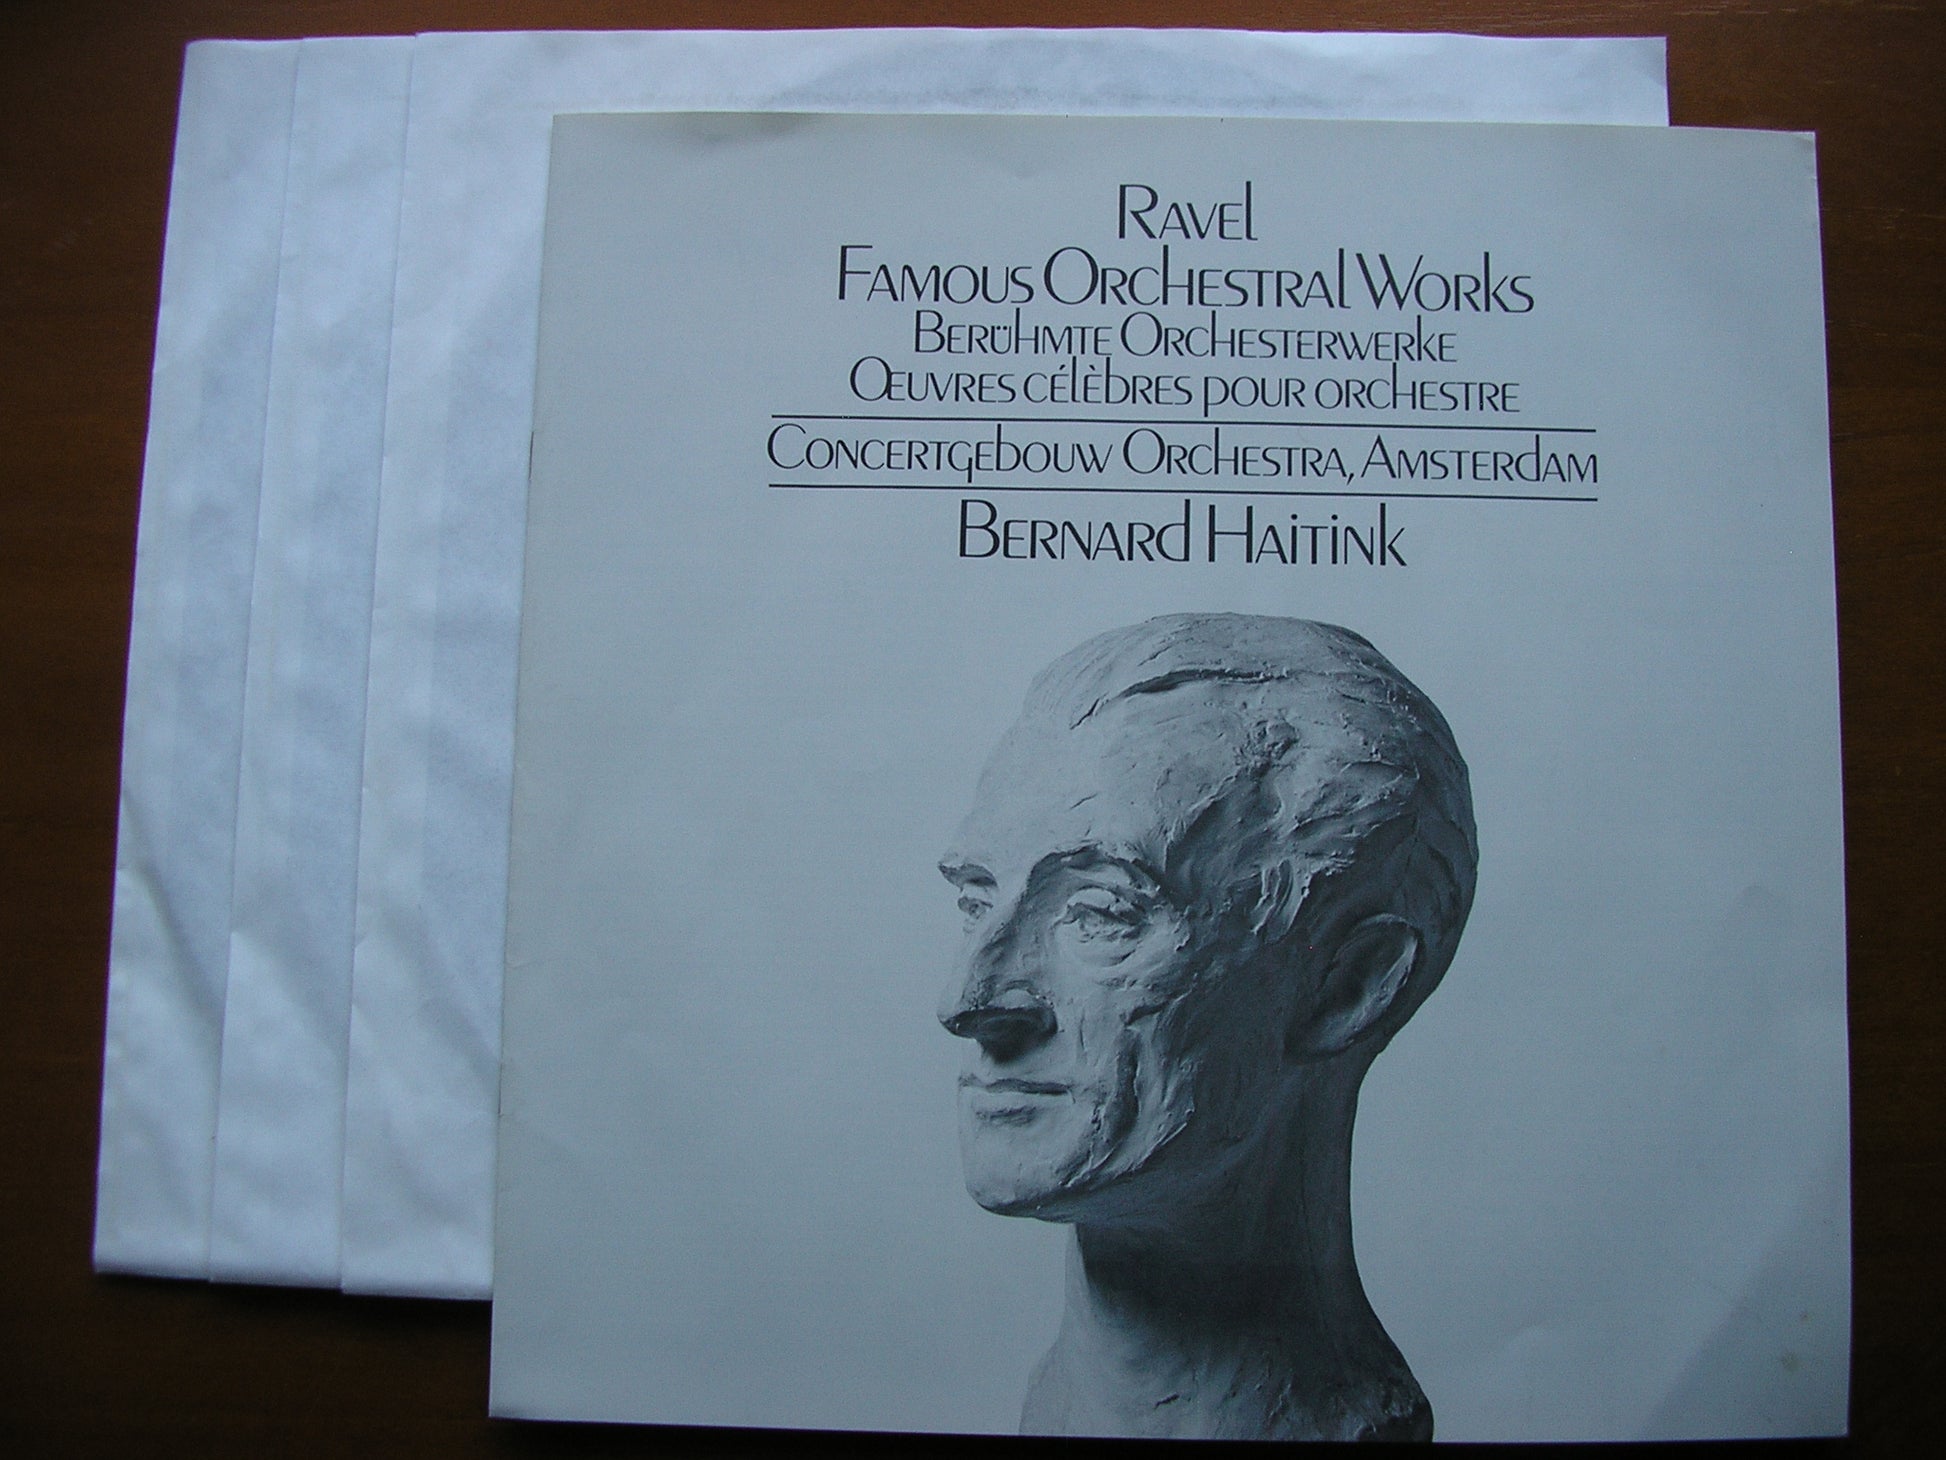 Ravel
Famous Orchestral Works
Berühmte Orchesterwerke
Œuvres célèbres pour orchestre
Concertgebouw Orchestra, Amsterdam
Bernard Haitink